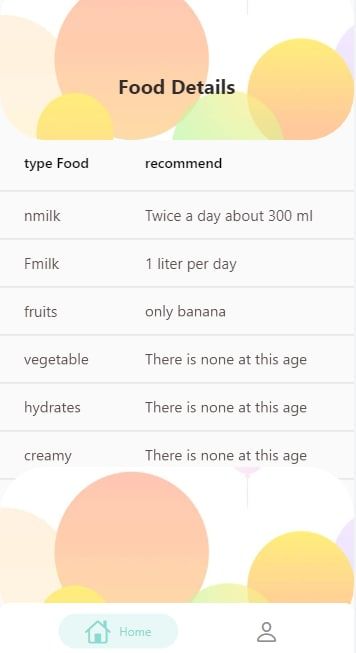 Food Details
type Food recommend
nmilk Twice a day about 300 ml
Fmilk 1 liter per day
fruits only banana
vegetable There is none at this age
hydrates There is none at this age
creamy There is none at this age
Home